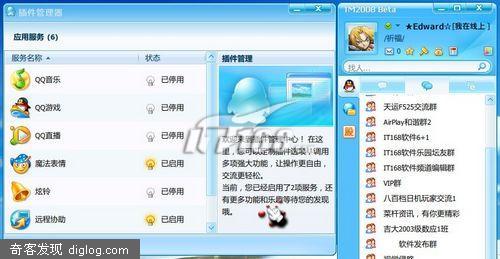 插件管理器
应用服务 (6)
服务名称
状态
QQ音乐
已停用
QQ游戏
已停用
QQ直播
已停用
魔法表情
已启用
炫铃
已停用
远程协助
已启用
插件管理
欢迎来到插件管理中心！在这
里，您可以定制插件选项，调用
多项强大功能，让操作更自由，
交流更轻松。
当前，您已经启用了2项服务，还
有更多功能和乐趣等待您的发现
哦。
TM2008 Beta
★Edward☆[我在线上]
/祈福/
找人...
天运F525交流群
AirPlay和谐群2
IT168软件6+1
IT168软件乐园坛友群
IT168软件频道编辑群
VIP群
八百档日机玩家交流1
菜杆资讯，有你更精彩
吉大2003级数应1班
软件发布群
奇客发现 diglog.com